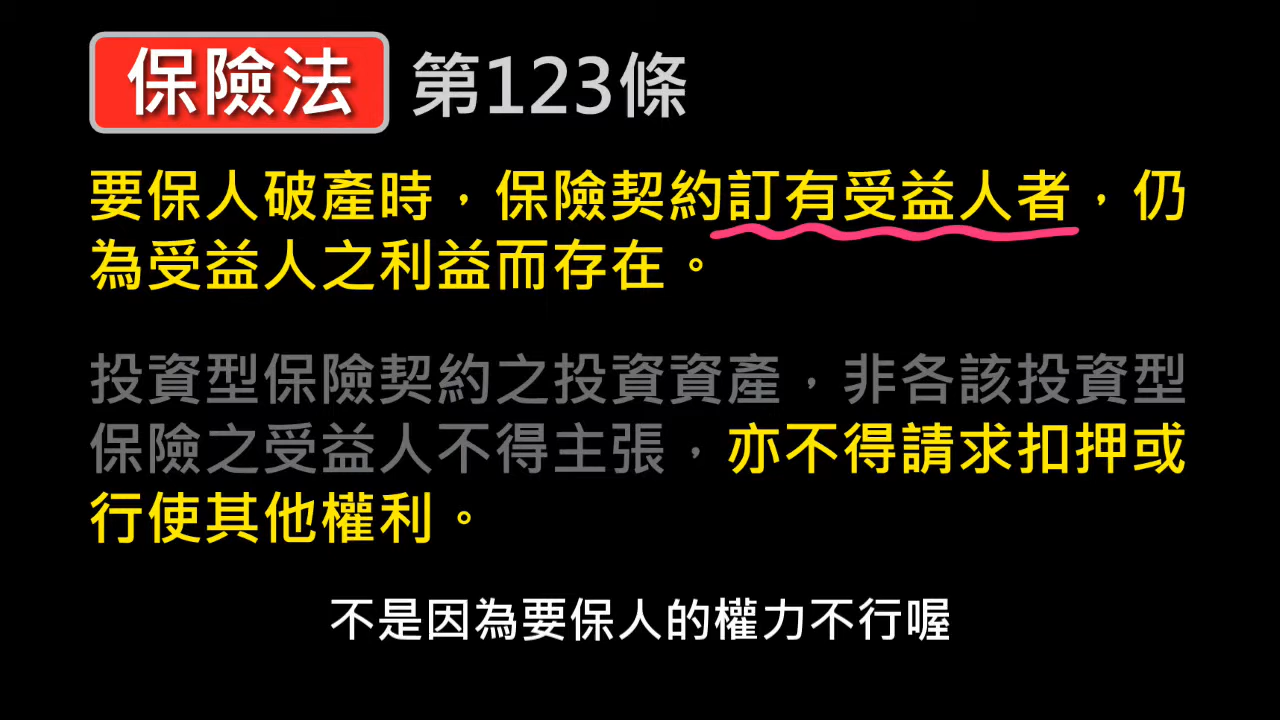 保險法 第123條
要保人破產時，保險契約訂有受益人者，仍
為受益人之利益而存在。
投資型保險契約之投資資產，非各該投資型
保險之受益人不得主張，亦不得請求扣押或
行使其他權利。
不是因為要保人的權力不行喔